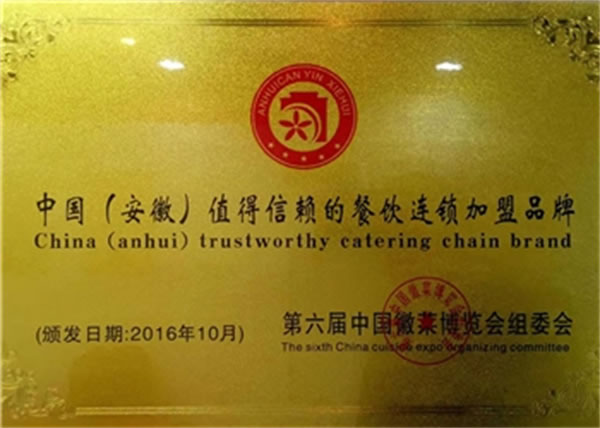 ANHUICAN YIN XIEHUI
中国（安徽）值得信赖的餐饮连锁加盟品牌
China (anhui) trustworthy catering chain brand
(颁发日期:2016年10月)
第六届中国徽菜博览会组委会
The sixth China cuisine expo organizing committee